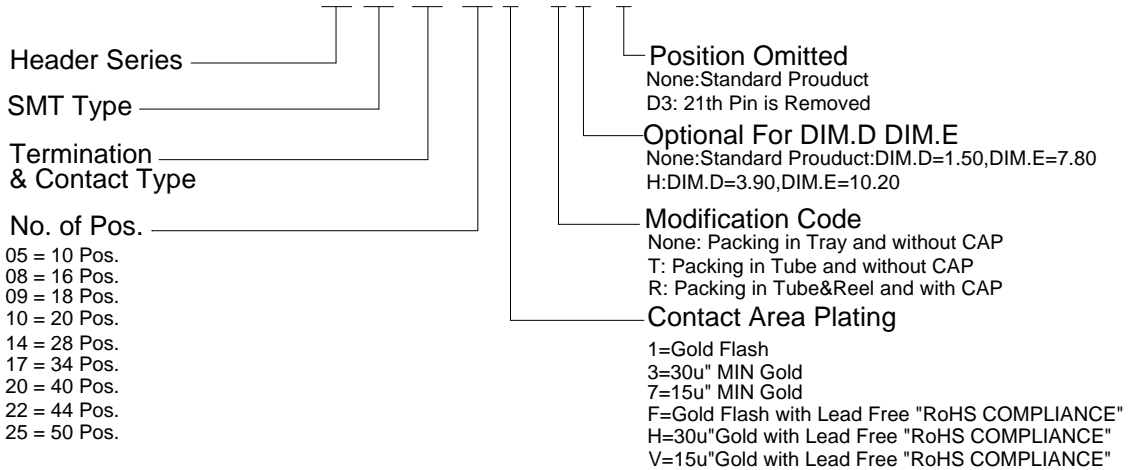 Header Series
SMT Type
Termination
& Contact Type
No. of Pos.
05 = 10 Pos.
08 = 16 Pos.
09 = 18 Pos.
10 = 20 Pos.
14 = 28 Pos.
17 = 34 Pos.
20 = 40 Pos.
22 = 44 Pos.
25 = 50 Pos.
Position Omitted
None:Standard Prouduct
D3: 21th Pin is Removed
Optional For DIM.D DIM.E
None:Standard Prouduct:DIM.D=1.50,DIM.E=7.80
H:DIM.D=3.90,DIM.E=10.20
Modification Code
None: Packing in Tray and without CAP
T: Packing in Tube and without CAP
R: Packing in Tube&Reel and with CAP
Contact Area Plating
1=Gold Flash
3=30u" MIN Gold
7=15u" MIN Gold
F=Gold Flash with Lead Free "RoHS COMPLIANCE"
H=30u"Gold with Lead Free "RoHS COMPLIANCE"
V=15u"Gold with Lead Free "RoHS COMPLIANCE"